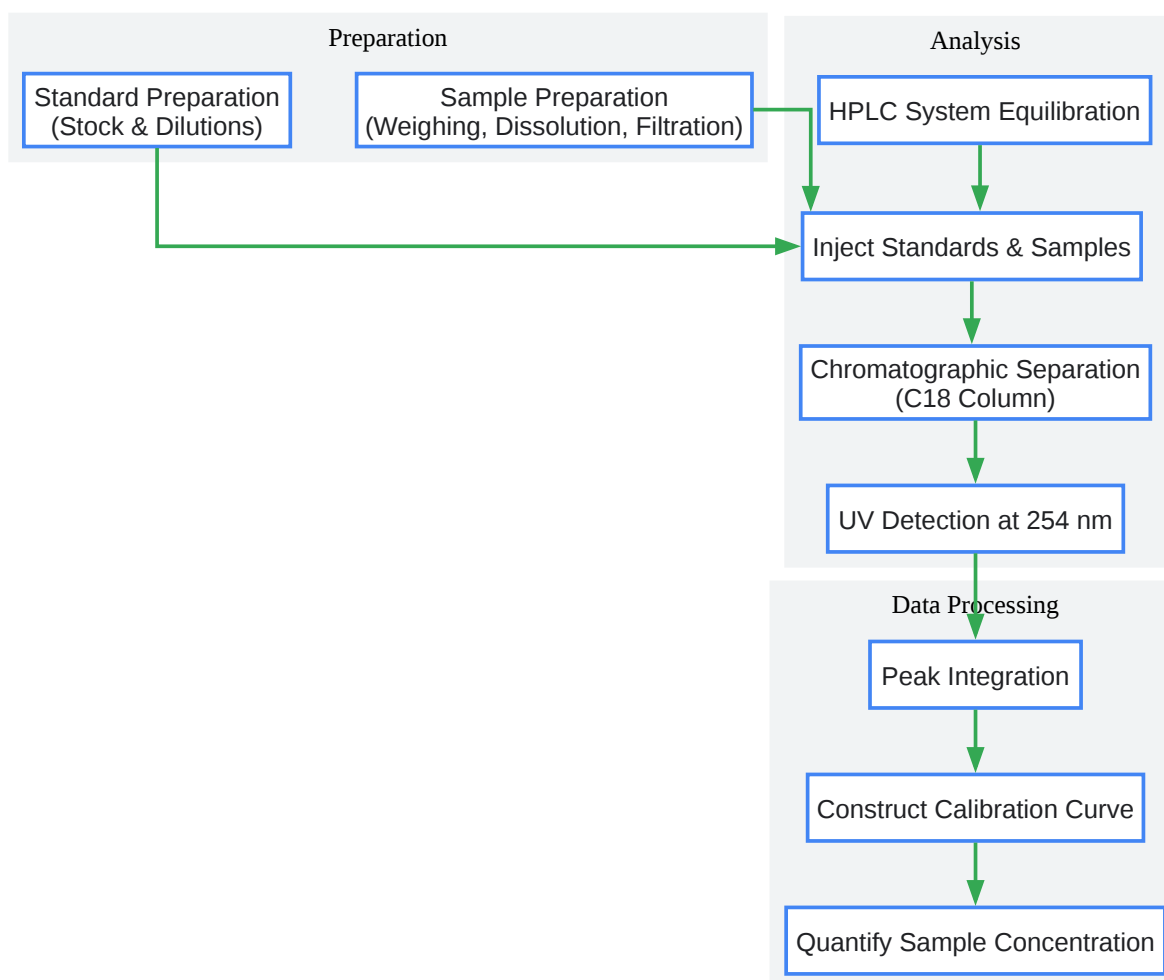 Preparation
Standard Preparation
(Stock & Dilutions)
Sample Preparation
(Weighing, Dissolution, Filtration)
Analysis
HPLC System Equilibration
Inject Standards & Samples
Chromatographic Separation
(C18 Column)
UV Detection at 254 nm
Data Processing
Peak Integration
Construct Calibration Curve
Quantify Sample Concentration